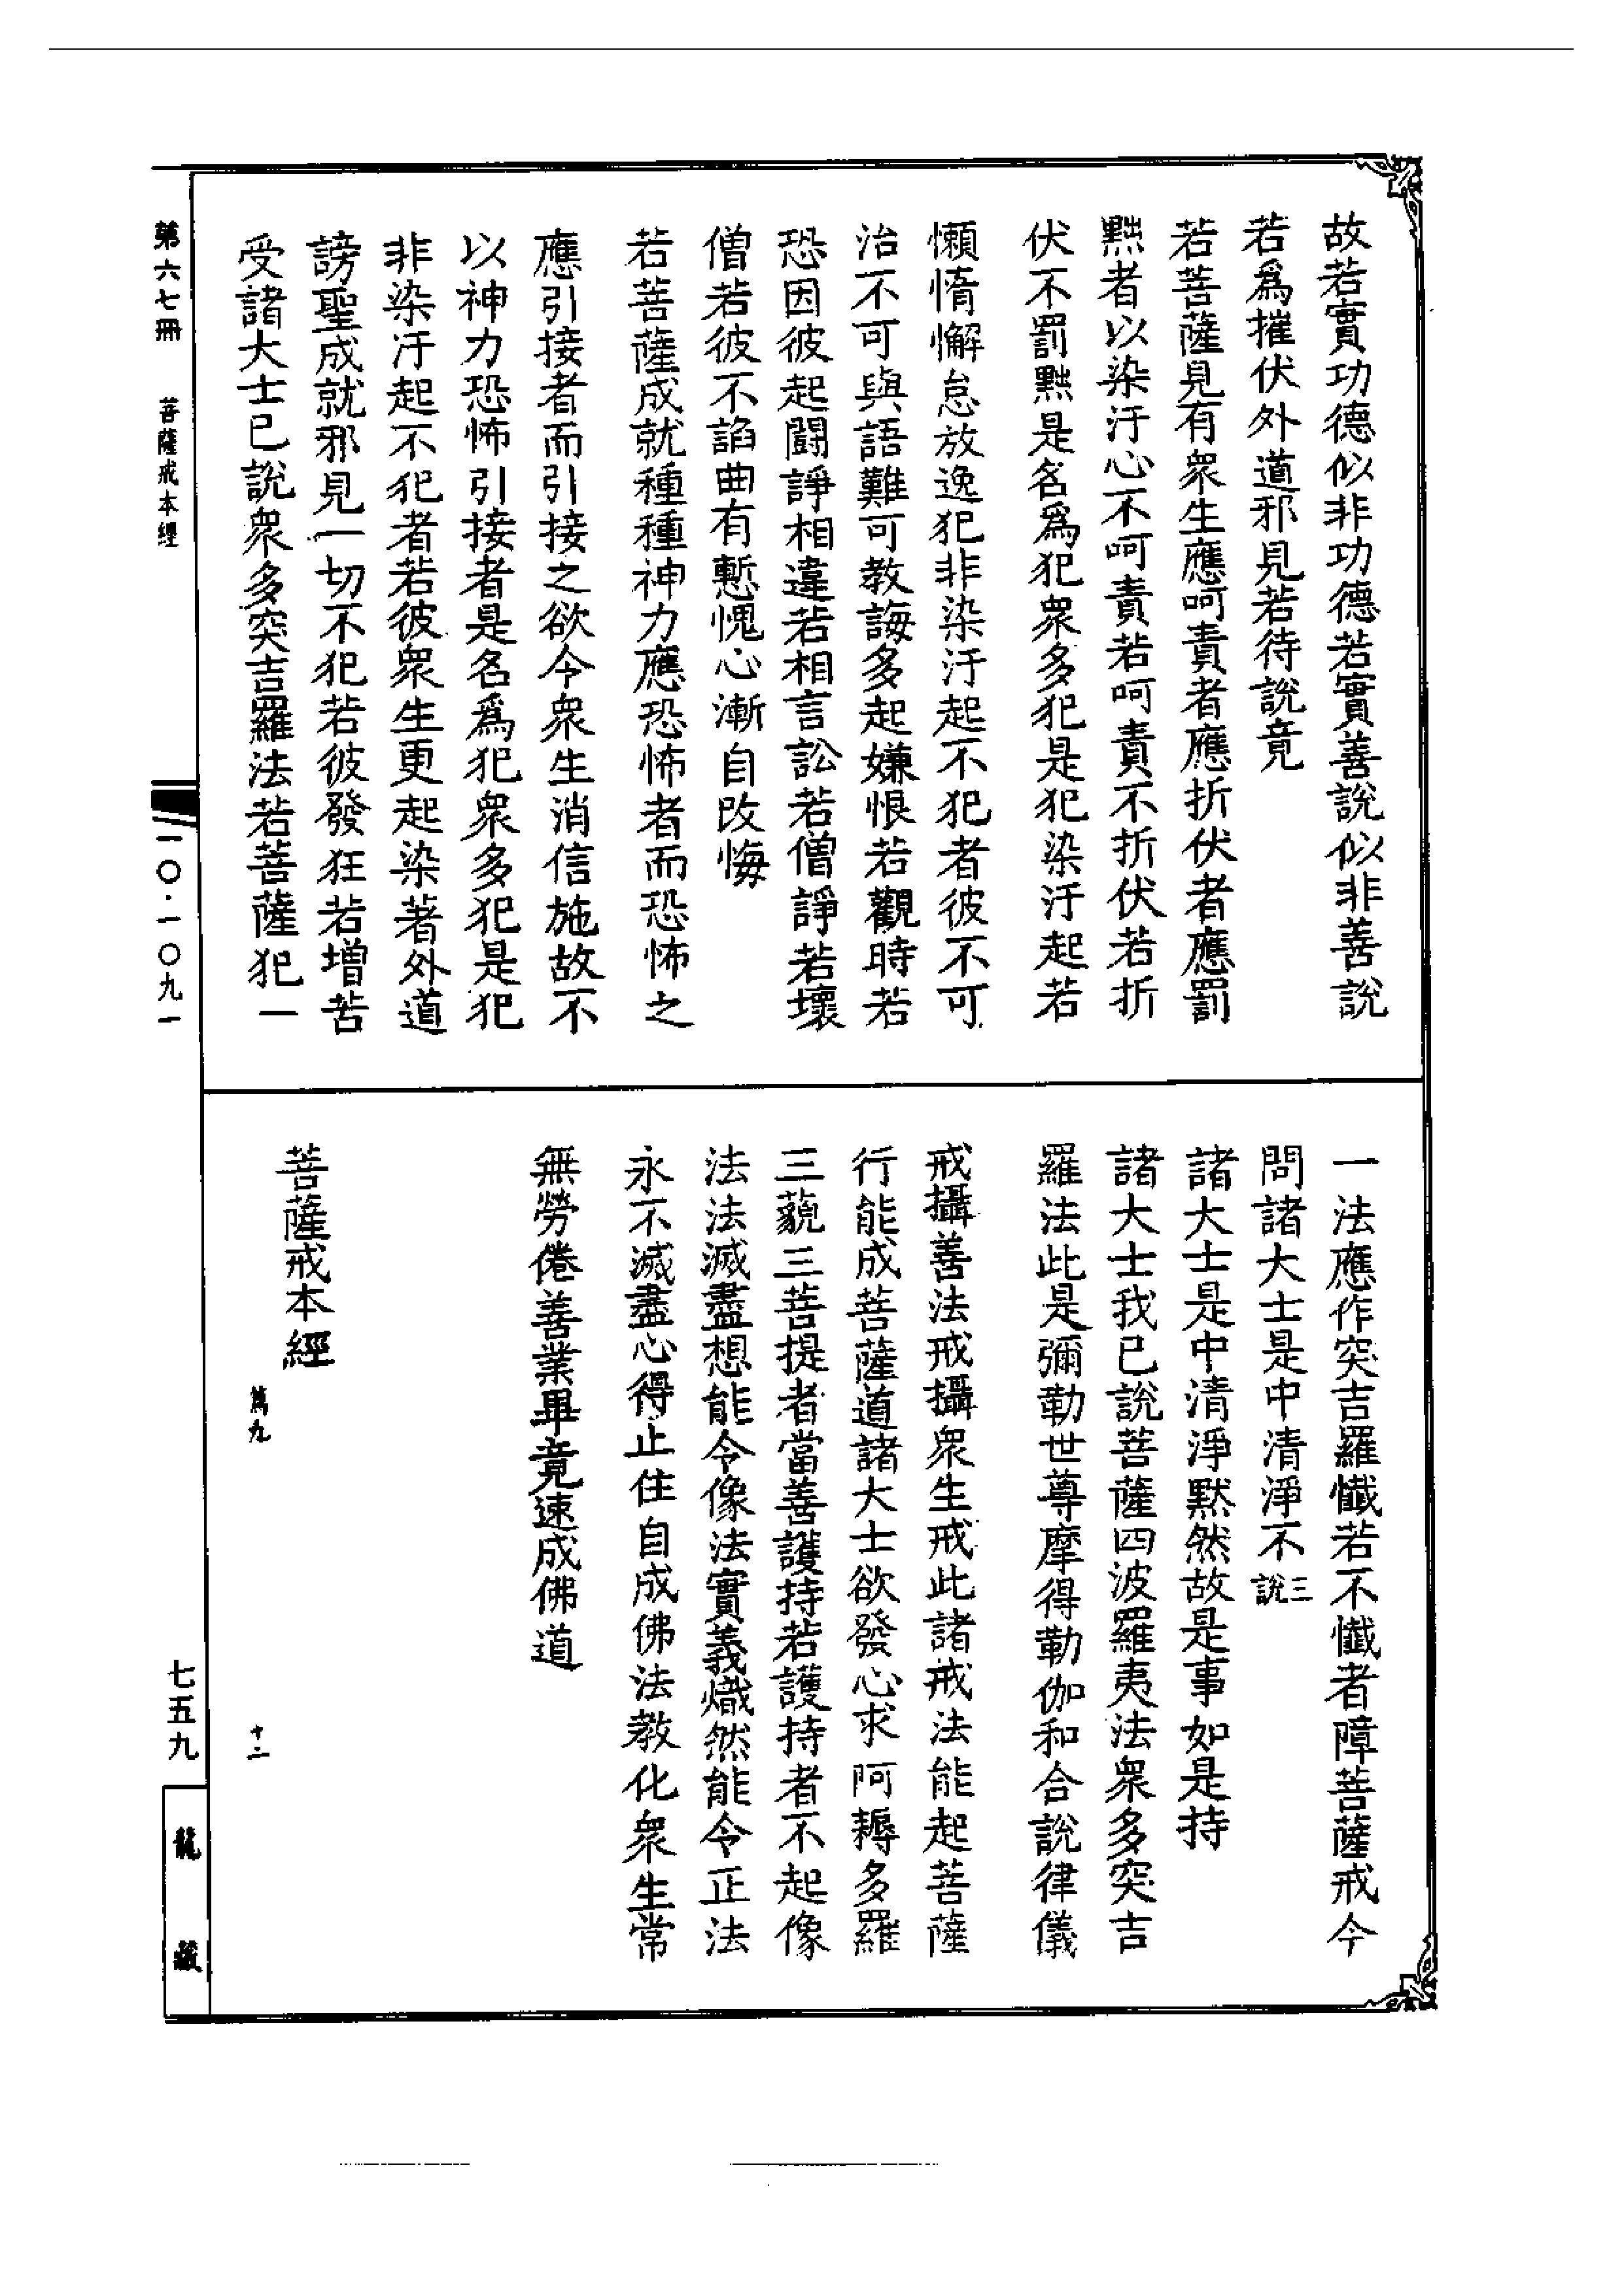 故若實功德似非功德若實善說似非善說
若爲摧伏外道邪見若待說竟
若菩薩見有衆生應呵責者應折伏者應罰
黜者以染汙心不呵責若呵責不折伏若折
伏不罰黜是名爲犯衆多犯是犯染汙起若
懶惰懈怠放逸犯非染汙起不犯者彼不可
治不可與語難可教誨多起嫌恨若觀時若
恐因彼起鬪諍相違若相言訟若僧諍若壞
僧若彼不諂曲有慙愧心漸自改悔
若菩薩成就種種神力應恐怖者而恐怖之
應引接者而引接之欲令衆生消信施故不
以神力恐怖引接者是名爲犯衆多犯是犯
非染汙起不犯者若彼衆生更起染著外道
謗聖成就邪見一切不犯若彼發狂若增苦
受諸大士已說衆多突吉羅法若菩薩犯一
一法應作突吉羅懺若不懺者障菩薩戒今
問諸大士是中清淨不三說
諸大士是中清淨默然故是事如是持
諸大士我已說菩薩四波羅夷法衆多突吉
羅法此是彌勒世尊摩得勒伽和合說律儀
戒攝善法戒攝衆生戒此諸戒法能起菩薩
行能成菩薩道諸大士欲發心求阿耨多羅
三藐三菩提者當善護持若護持者不起像
法法滅盡想能令像法實義熾然能令正法
永不滅盡心得止住自成佛法教化衆生常
無勞倦善業畢竟速成佛道
菩薩戒本經
萬九 十二
第六七冊 菩薩戒本經 一〇·一〇九一
七五九
龍藏